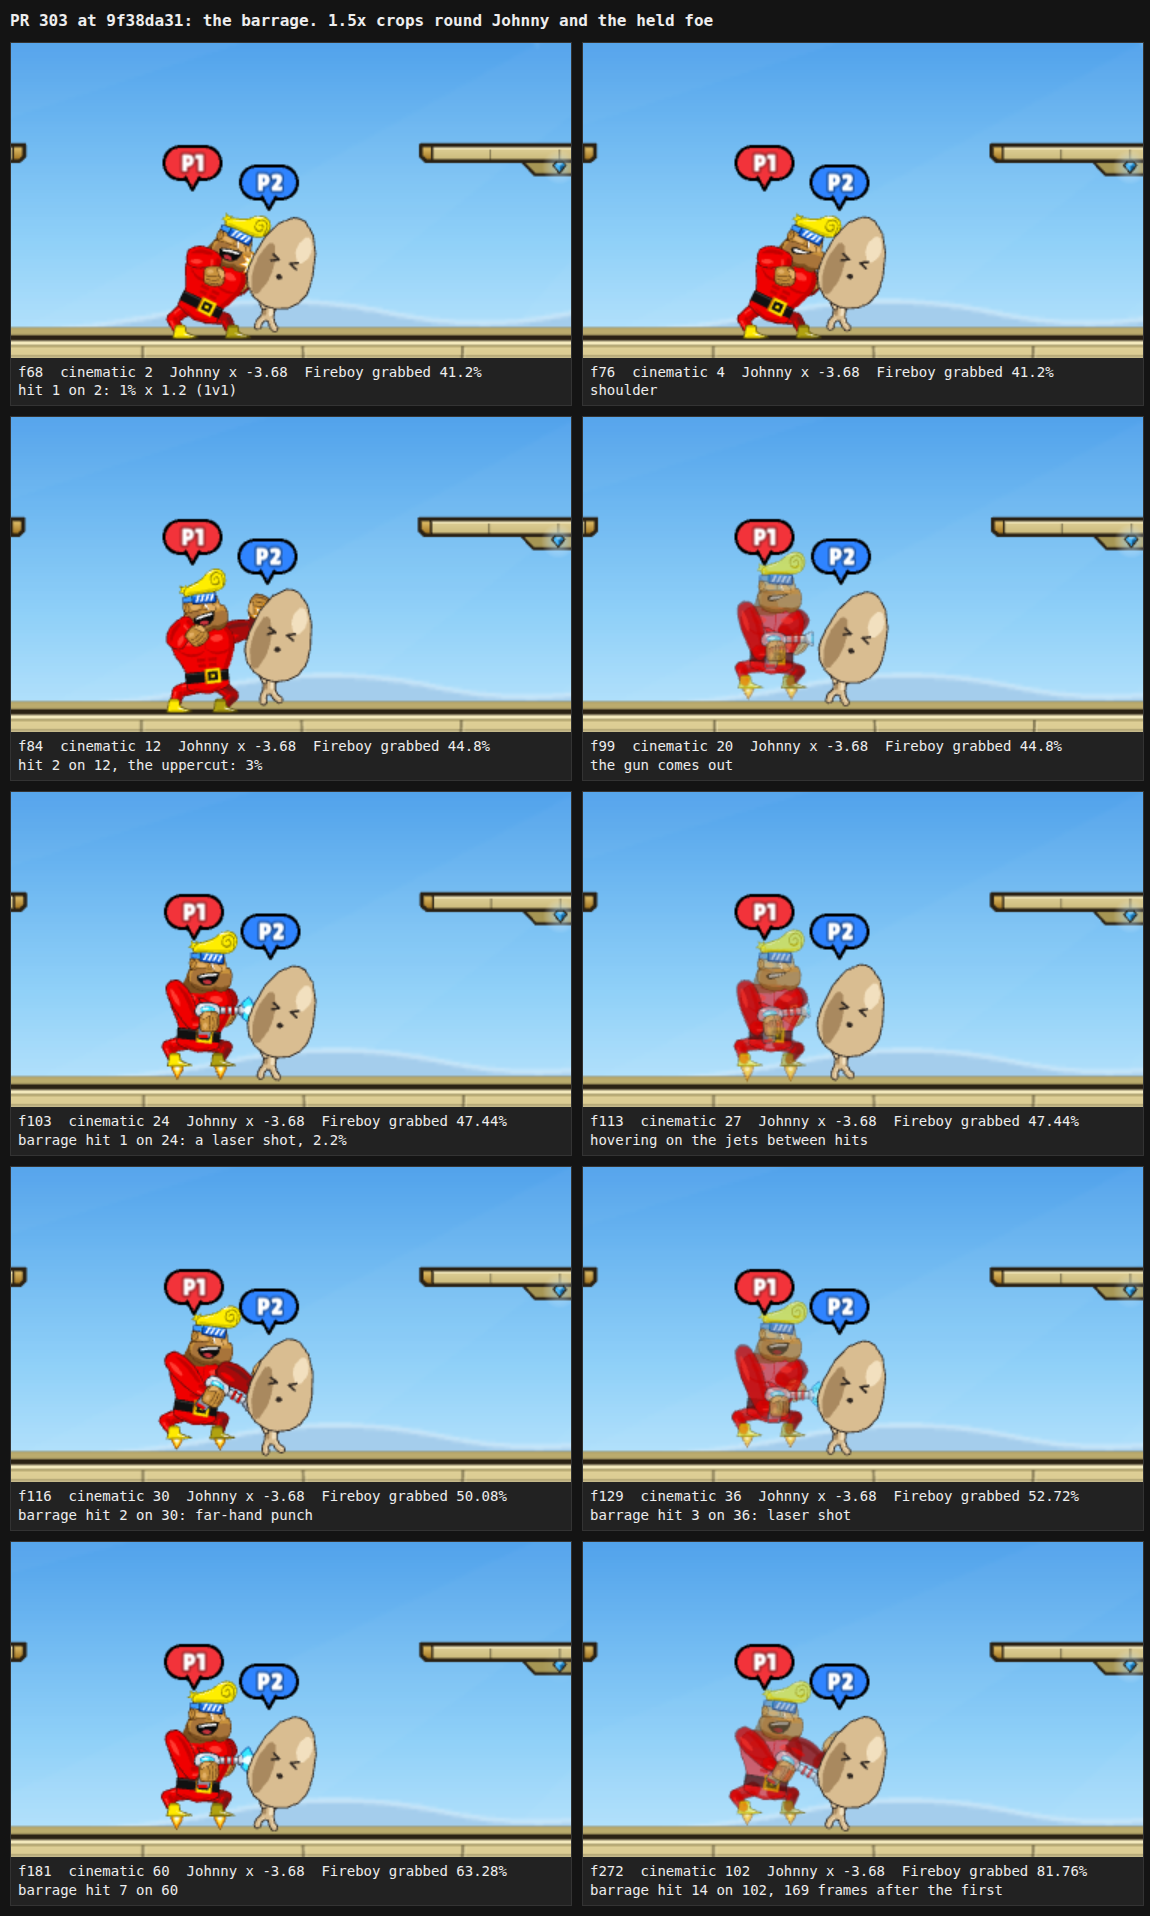 PR 303 at 9f38da31: the barrage. 1.5x crops round Johnny and the held foe
P1
P2
P1
P2
f68  cinematic 2  Johnny x -3.68  Fireboy grabbed 41.2%
hit 1 on 2: 1% x 1.2 (1v1)
f76  cinematic 4  Johnny x -3.68  Fireboy grabbed 41.2%
shoulder
P1
P2
P1
P2
f84  cinematic 12  Johnny x -3.68  Fireboy grabbed 44.8%
hit 2 on 12, the uppercut: 3%
f99  cinematic 20  Johnny x -3.68  Fireboy grabbed 44.8%
the gun comes out
P1
P2
P1
P2
f103  cinematic 24  Johnny x -3.68  Fireboy grabbed 47.44%
barrage hit 1 on 24: a laser shot, 2.2%
f113  cinematic 27  Johnny x -3.68  Fireboy grabbed 47.44%
hovering on the jets between hits
P1
P2
P1
P2
f116  cinematic 30  Johnny x -3.68  Fireboy grabbed 50.08%
barrage hit 2 on 30: far-hand punch
f129  cinematic 36  Johnny x -3.68  Fireboy grabbed 52.72%
barrage hit 3 on 36: laser shot
P1
P2
P1
P2
f181  cinematic 60  Johnny x -3.68  Fireboy grabbed 63.28%
barrage hit 7 on 60
f272  cinematic 102  Johnny x -3.68  Fireboy grabbed 81.76%
barrage hit 14 on 102, 169 frames after the first